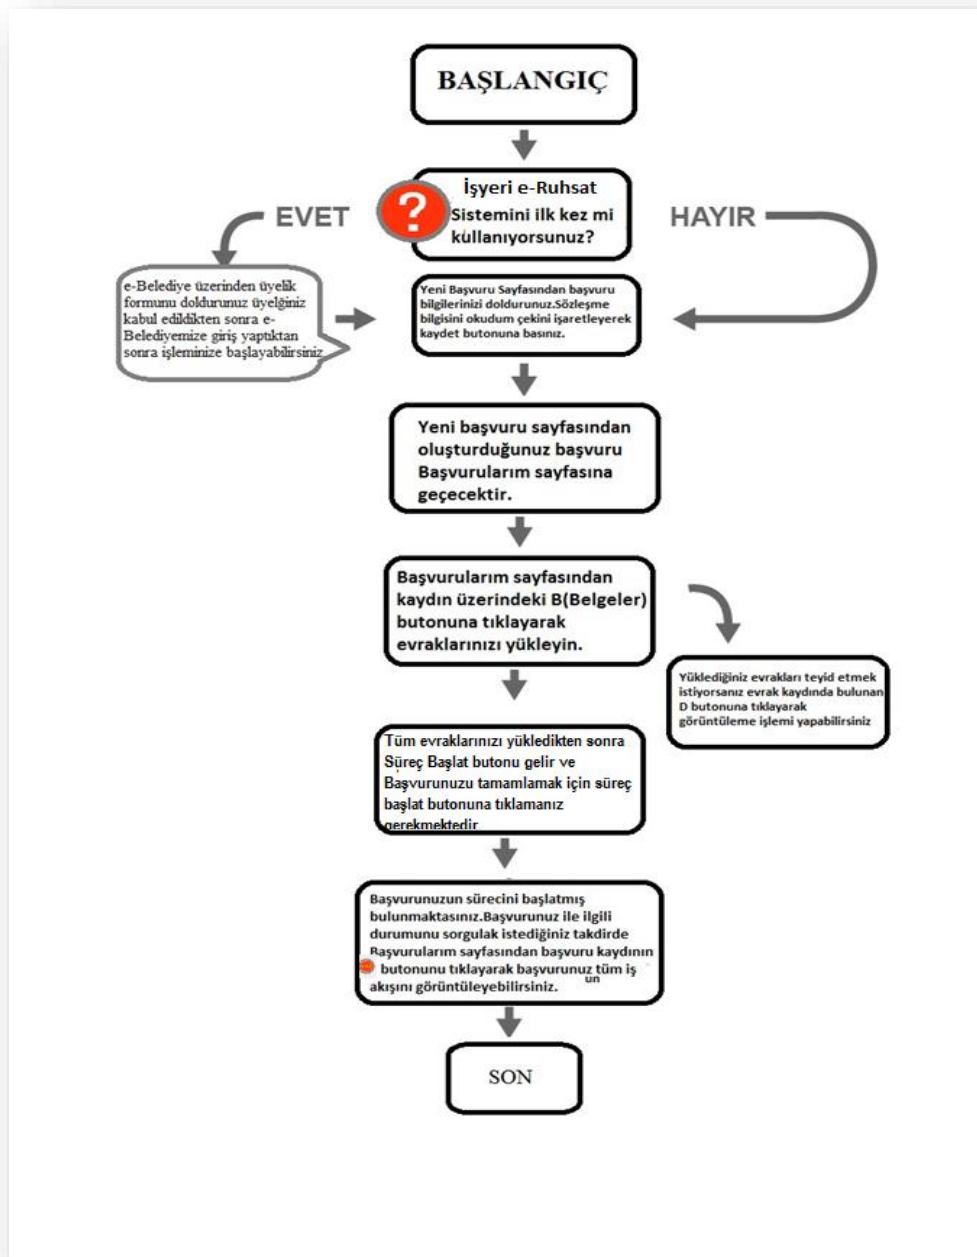 BAŞLANGIÇ
İşyeri e-Ruhsat
Sistemini ilk kez mi
kullanıyorsunuz?
?
EVET
HAYIR
e-Belediye üzerinden üyelik
formunu doldurunuz üyelğiniz
kabul edildikten sonra e-
Belediyemize giriş yaptıktan
sonra işleminize başlayabilirsiniz
Yeni Başvuru Sayfasından başvuru
bilgilerinizi doldurunuz.Sözleşme
bilgisini okudum çekini işaretleyerek
kaydet butonuna basınız.
Yeni başvuru sayfasından
oluşturduğunuz başvuru
Başvurularım sayfasına
geçecektir.
Başvurularım sayfasından
kaydın üzerindeki B(Belgeler)
butonuna tıklayarak
evraklarınızı yükleyin.
Yüklediğiniz evrakları teyid etmek
istiyorsanız evrak kaydında bulunan
D butonuna tıklayarak
görüntüleme işlemi yapabilirsiniz
Tüm evraklarınızı yükledikten sonra
Süreç Başlat butonu gelir ve
Başvurunuzu tamamlamak için süreç
başlat butonuna tıklamanız
gerekmektedir
Başvurunuzun sürecini başlatmış
bulunmaktasınız.Başvurunuz ile ilgili
durumunu sorgulak istediğiniz takdirde
Başvurularım sayfasından başvuru kaydının
butonunu tıklayarak başvurunuz tüm iş
un
akışını görüntüleyebilirsiniz.
SON